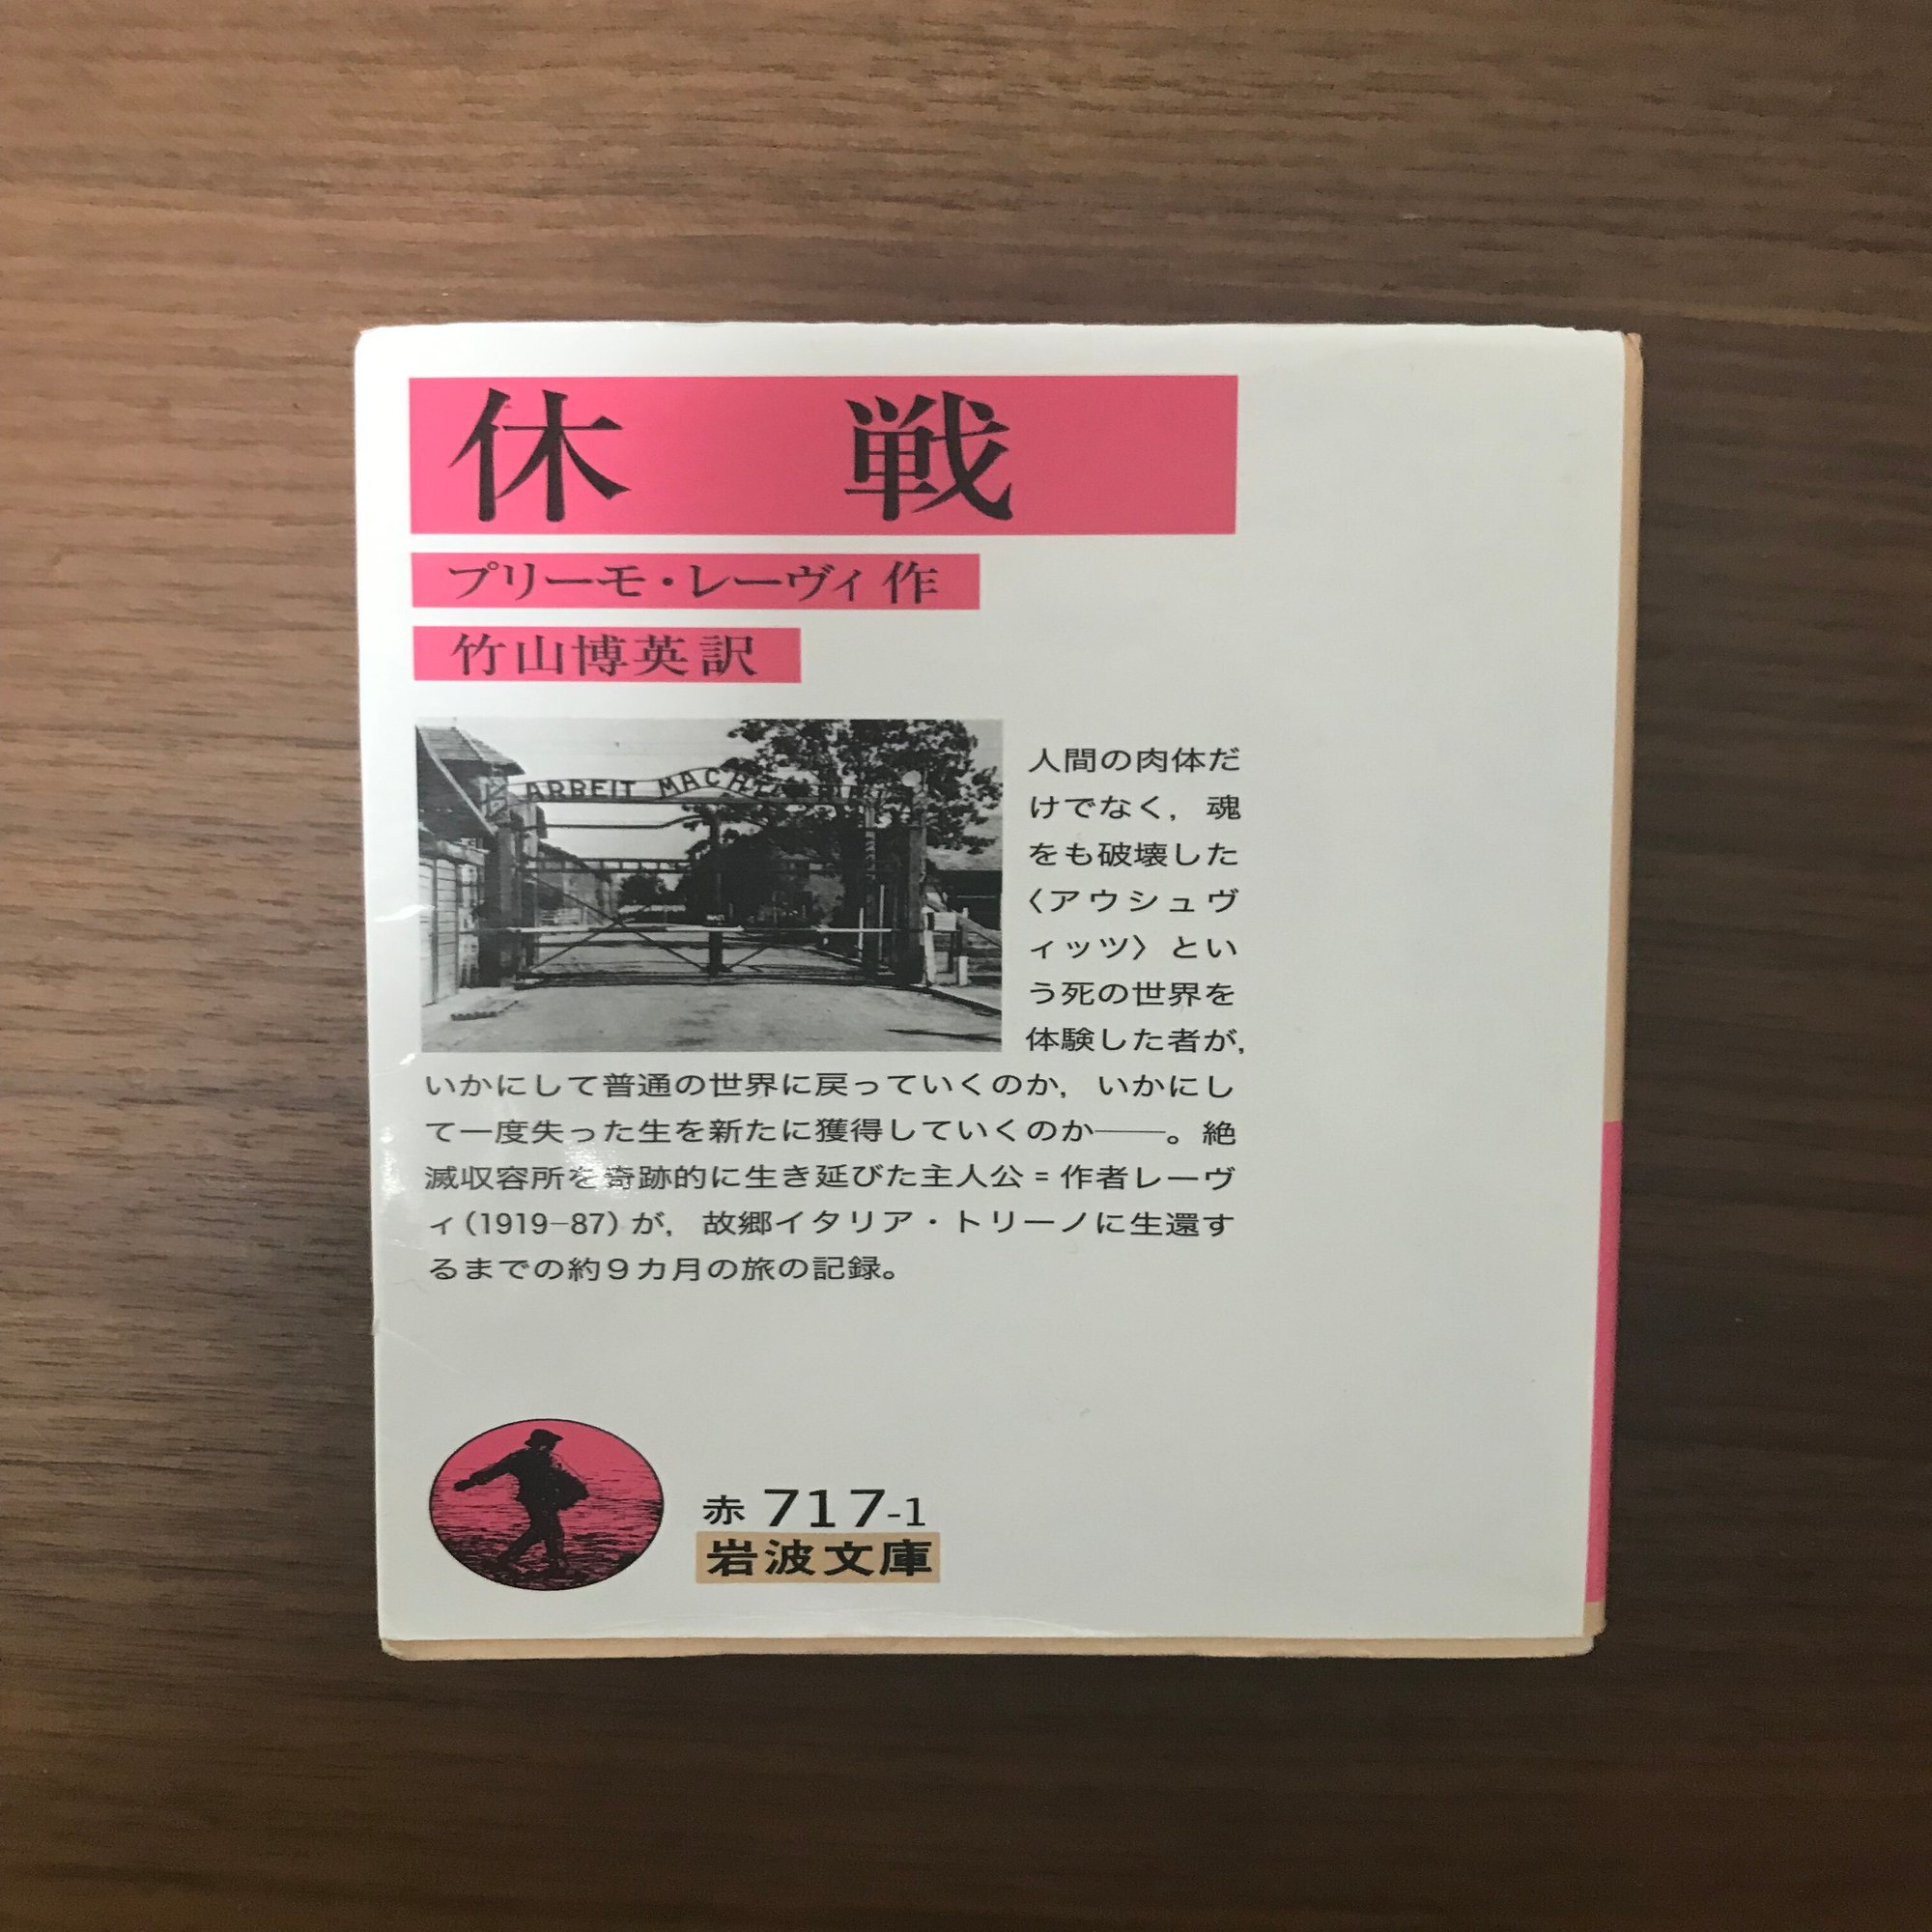 休 戦
プリーモ・レーヴィ 作
竹山博英 訳
ARBEIT MACHT
人間の肉体だ
けでなく，魂
をも破壊した
〈アウシュヴ
ィッツ〉とい
う死の世界を
体験した者が，
いかにして普通の世界に戻っていくのか，いかにし
て一度失った生を新たに獲得していくのか――。絶
滅収容所を奇跡的に生き延びた主人公＝作者レーヴ
ィ(1919-87)が，故郷イタリア・トリーノに生還す
るまでの約９カ月の旅の記録。
赤 717-1
岩波文庫